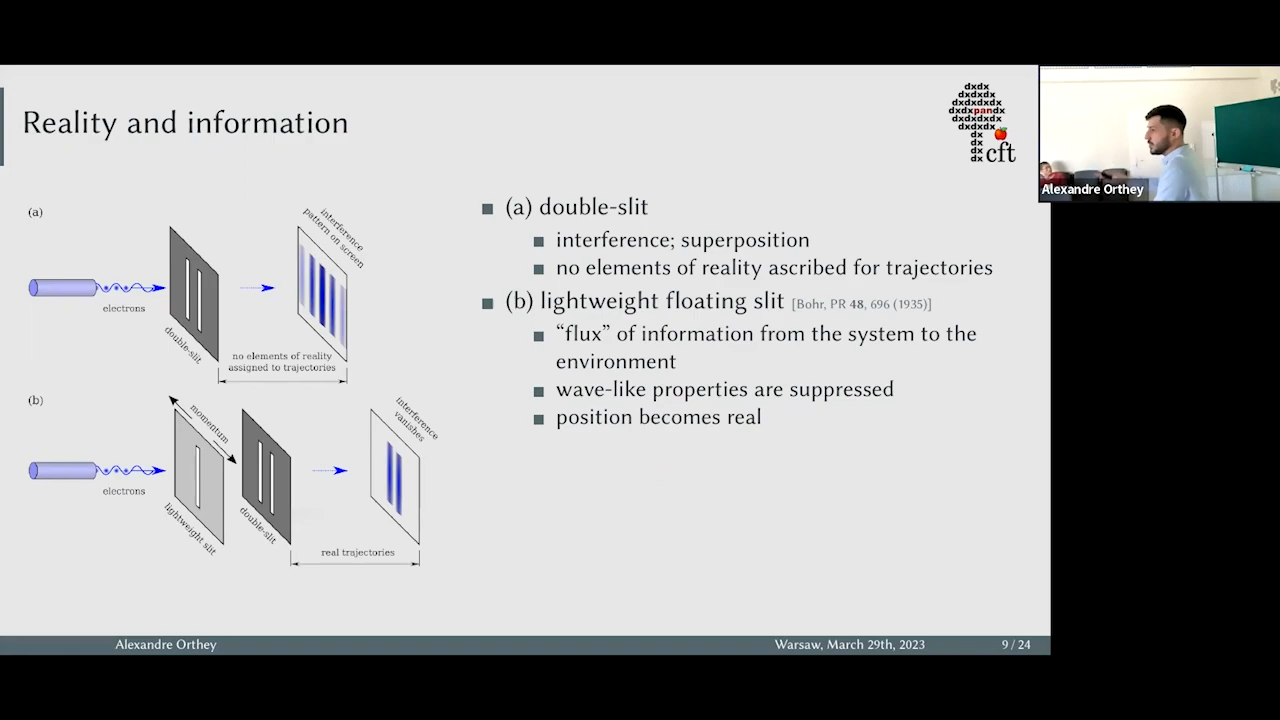 Reality and information
dxdx
dxdxdx
dxdxdxdx
dxdxpandx
dxdxdxdx
dxdxdx
dx
dx
dx
dx
cft
Alexandre Orthey
(a)
electrons
double-slit
interference
pattern on screen
no elements of reality
assigned to trajectories
(b)
electrons
momentum
lightweight slit
double-slit
interference
vanishes
real trajectories
(a) double-slit
interference; superposition
no elements of reality ascribed for trajectories
(b) lightweight floating slit [Bohr, PR 48, 696 (1935)]
“flux” of information from the system to the
environment
wave-like properties are suppressed
position becomes real
Alexandre Orthey
Warsaw, March 29th, 2023
9 / 24